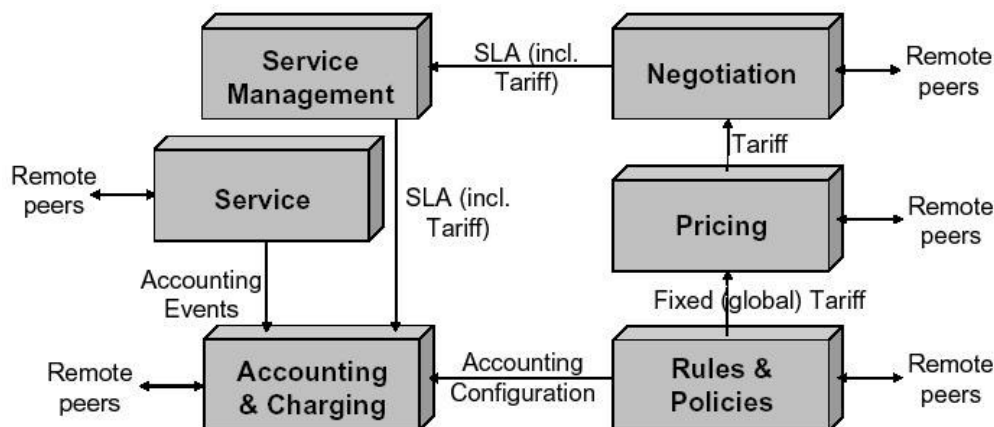 Service
Management
SLA (incl.
Tariff)
Negotiation
Remote
peers
Tariff
Remote
peers
Service
SLA (incl.
Tariff)
Pricing
Remote
peers
Accounting
Events
Fixed (global) Tariff
Remote
peers
Accounting
& Charging
Accounting
Configuration
Rules &
Policies
Remote
peers